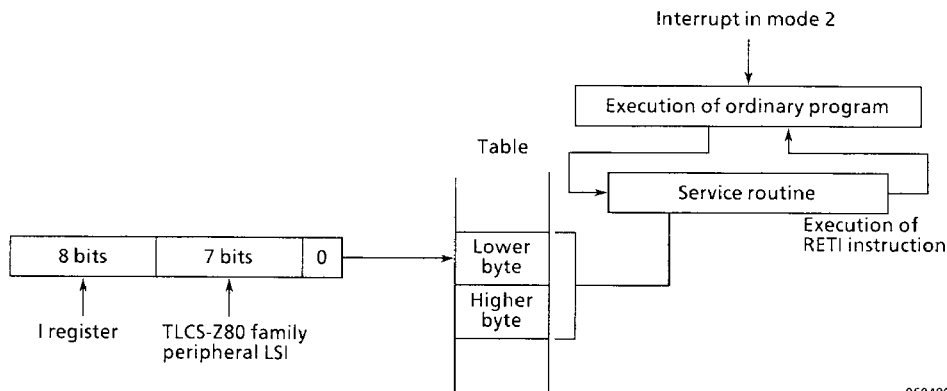 Interrupt in mode 2
Execution of ordinary program
Table
Service routine
Execution of
RETI instruction
8 bits
7 bits
0
Lower
byte
Higher
byte
I register
TLCS-Z80 family
peripheral LSI